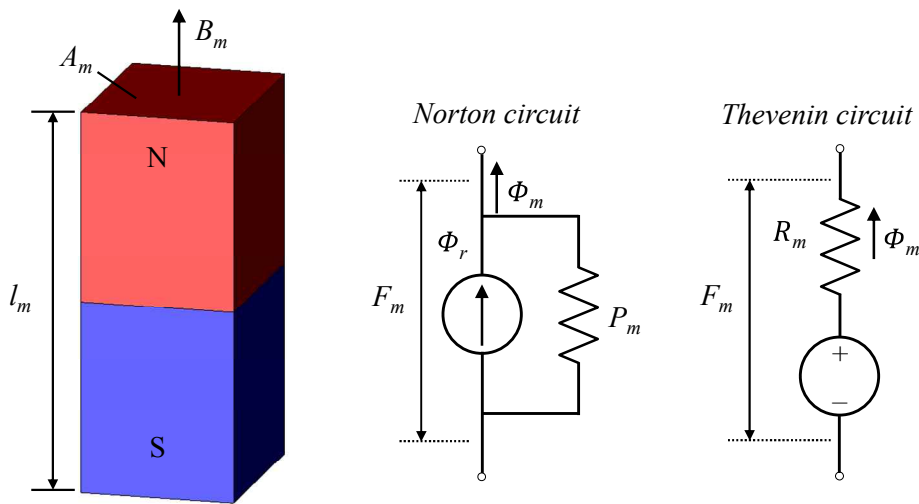 B_m
A_m
N
S
l_m
Norton circuit
Φ_m
Φ_r
F_m
P_m
Thevenin circuit
R_m
Φ_m
F_m
+
−